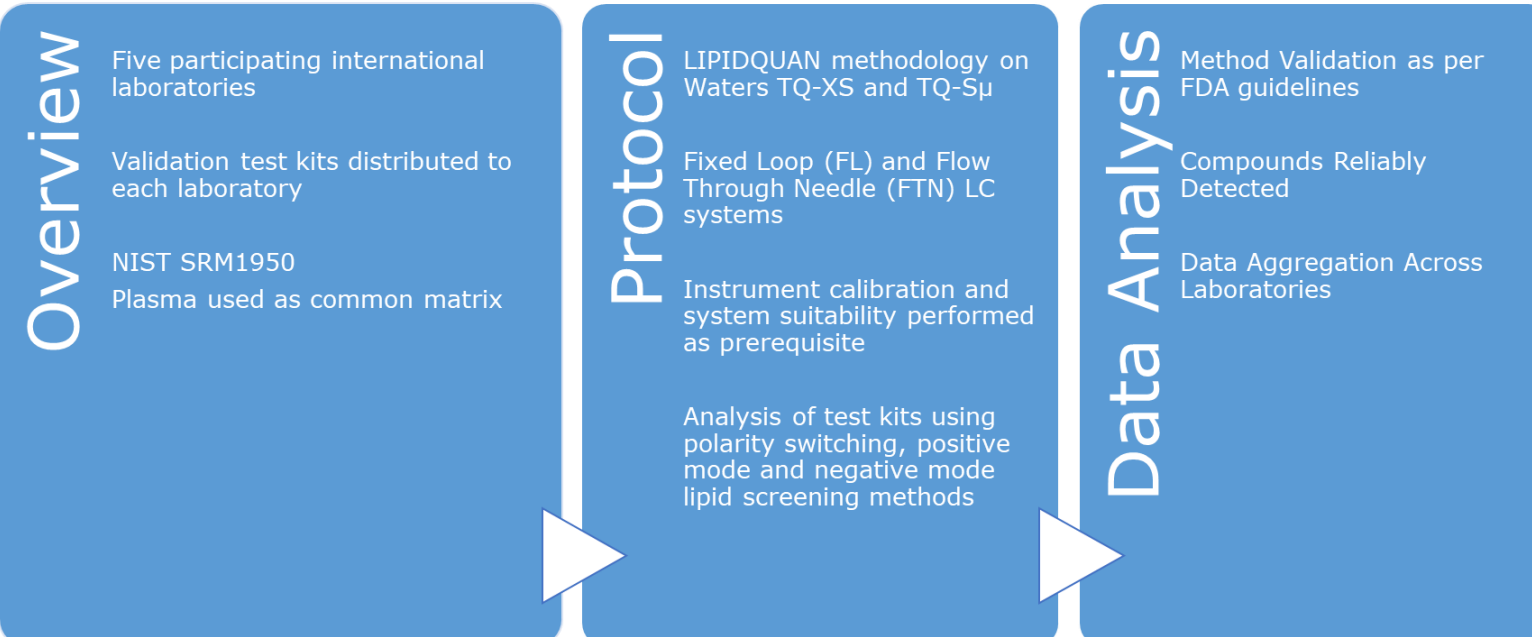 Overview
Five participating international
laboratories
Validation test kits distributed to
each laboratory
NIST SRM1950
Plasma used as common matrix
Protocol
LIPIDQUAN methodology on
Waters TQ-XS and TQ-Sµ
Fixed Loop (FL) and Flow
Through Needle (FTN) LC
systems
Instrument calibration and
system suitability performed
as prerequisite
Analysis of test kits using
polarity switching, positive
mode and negative mode
lipid screening methods
Data Analysis
Method Validation as per
FDA guidelines
Compounds Reliably
Detected
Data Aggregation Across
Laboratories